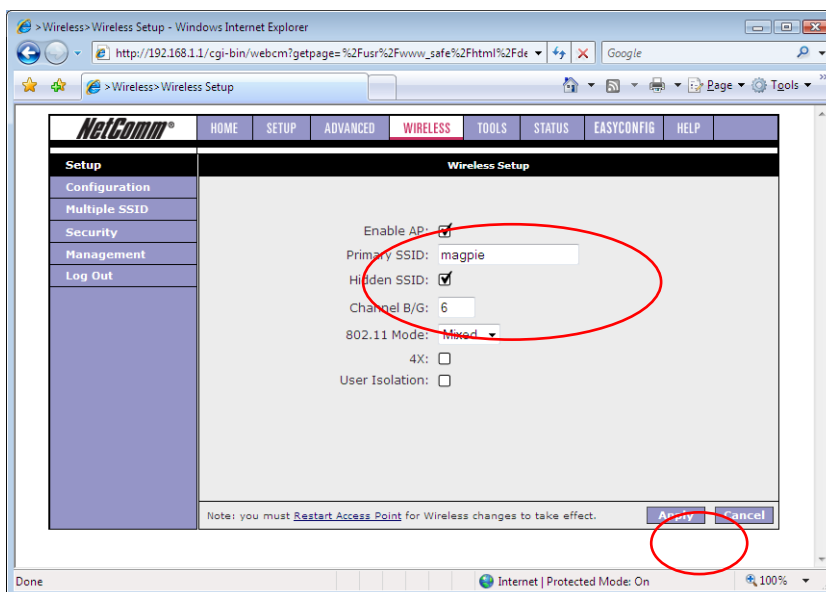 >Wireless>Wireless Setup - Windows Internet Explorer
http://192.168.1.1/cgi-bin/webcm?getpage=%2Fusr%2Fwww_safe%2Fhtml%2Fde
Google
>Wireless>Wireless Setup
Page Tools
NetComm®
HOME SETUP ADVANCED WIRELESS TOOLS STATUS EASYCONFIG HELP
Setup
Wireless Setup
Configuration
Multiple SSID
Security
Management
Log Out
Enable AP:
Primary SSID: magpie
Hidden SSID:
Channel B/G: 6
802.11 Mode: Mixed
4X:
User Isolation:
Note: you must Restart Access Point for Wireless changes to take effect.
Apply Cancel
Done
Internet | Protected Mode: On
100%